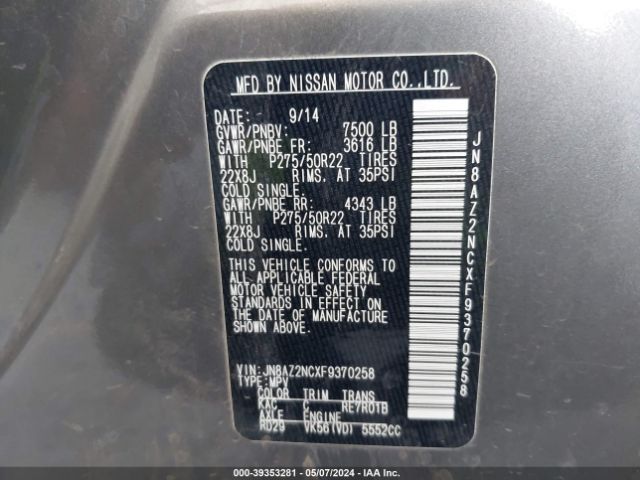 MFD BY NISSAN MOTOR CO.,LTD.
DATE: 9/14
GVWR/PNBV: 7500 LB
GAWR/PNBE FR: 3616 LB
WITH P275/50R22 TIRES
22X8J RIMS. AT 35PSI
COLD SINGLE.
GAWR/PNBE RR: 4343 LB
WITH P275/50R22 TIRES
22X8J RIMS. AT 35PSI
COLD SINGLE.
THIS VEHICLE CONFORMS TO
ALL APPLICABLE FEDERAL
MOTOR VEHICLE SAFETY
STANDARDS IN EFFECT ON
THE DATE OF MANUFACTURE
SHOWN ABOVE.
VIN:JN8AZ2NCXF9370258
TYPE:MPV
COLOR TRIM TRANS
KAC C RE7R01B
AXLE ENGINE
RD29 VK56(VD) 5552CC
JN8AZ2NCXF9370258
000-39353281 - 05/07/2024 - IAA, Inc.